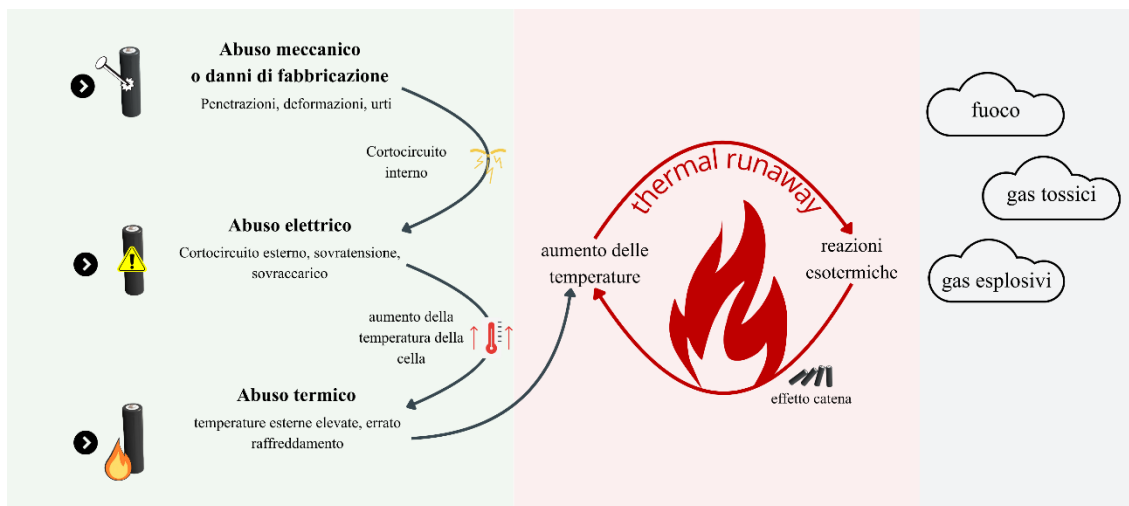 Abuso meccanico
o danni di fabbricazione
Penetrazioni, deformazioni, urti
Cortocircuito
interno
Abuso elettrico
Cortocircuito esterno, sovratensione,
sovraccarico
aumento della
temperatura della
cella
Abuso termico
temperature esterne elevate, errato
raffreddamento
thermal runaway
aumento delle
temperature
reazioni
esotermiche
effetto catena
fuoco
gas tossici
gas esplosivi